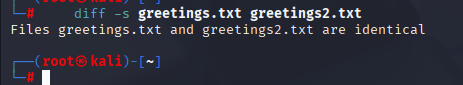 └─# diff -s greetings.txt greetings2.txt
Files greetings.txt and greetings2.txt are identical
┌──(root㉿kali)-[~]
└─#